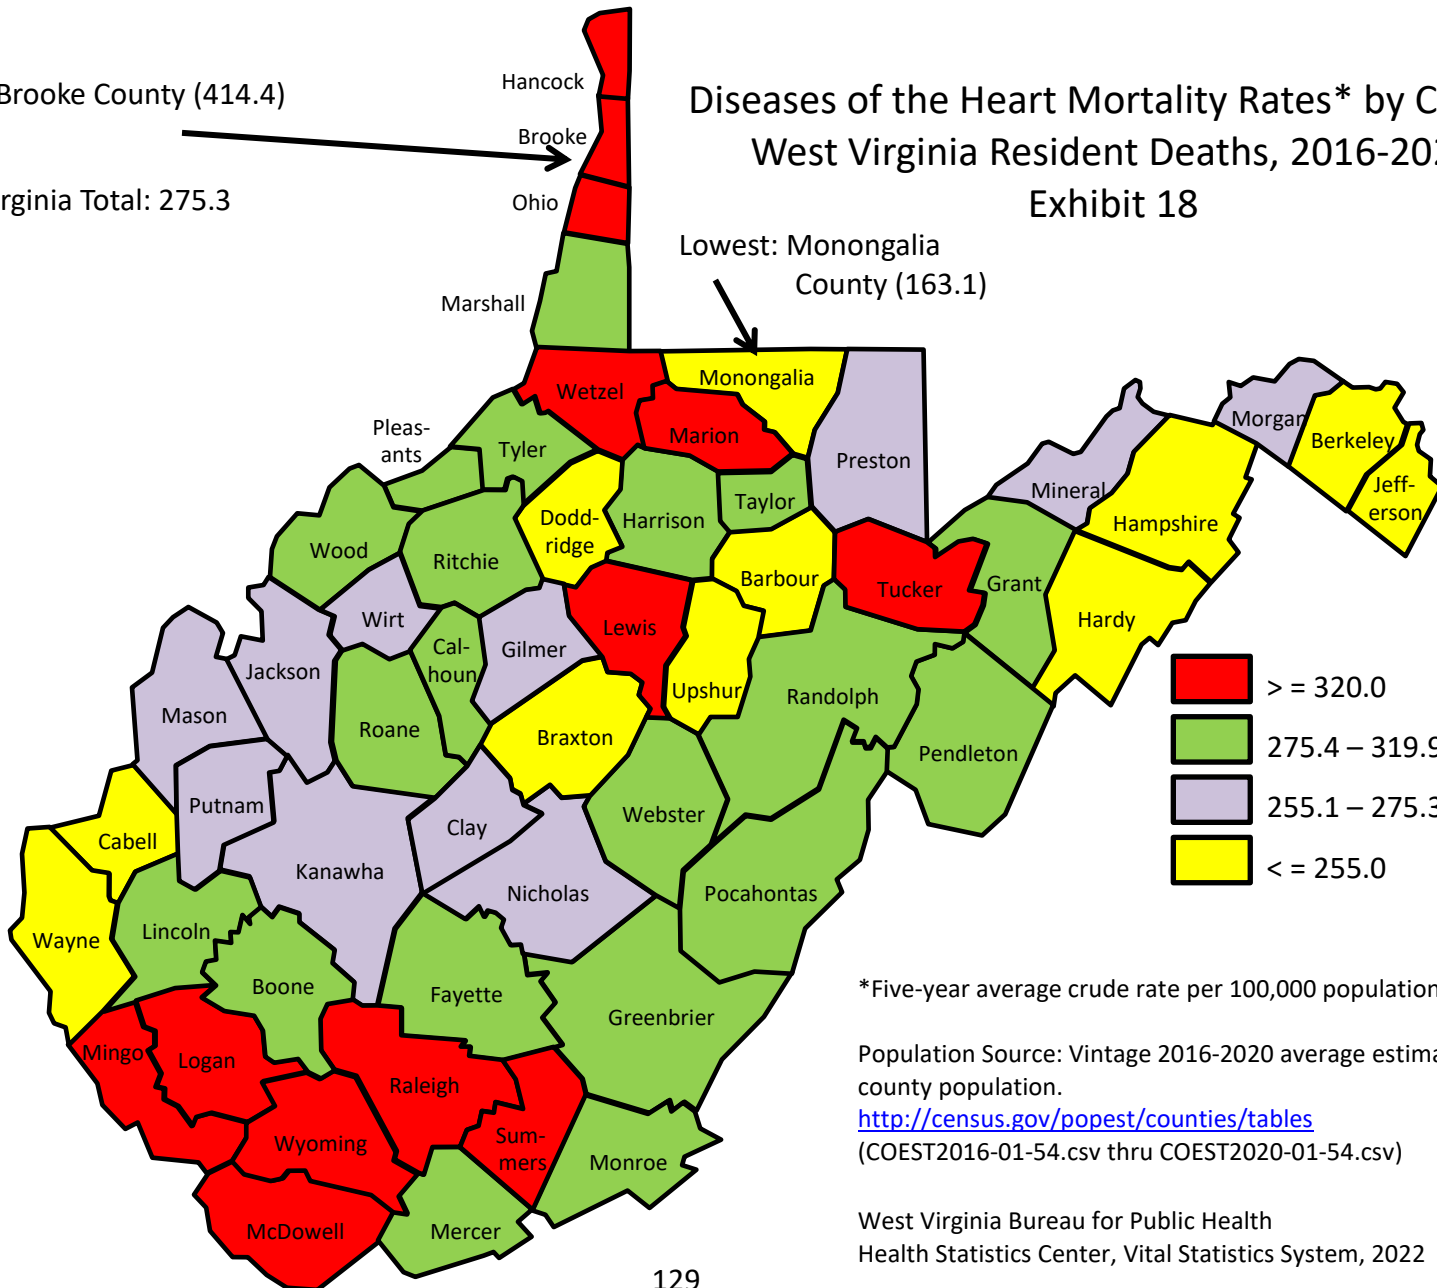 Brooke County (414.4)
rginia Total: 275.3
Diseases of the Heart Mortality Rates* by C
West Virginia Resident Deaths, 2016-202
Exhibit 18
Lowest: Monongalia
County (163.1)
Hancock
Brooke
Ohio
Marshall
Wetzel
Monongalia
Marion
Preston
Morgan
Berkeley
Jeff-
erson
Mineral
Hampshire
Pleas-
ants
Tyler
Dodd-
ridge
Harrison
Taylor
Wood
Ritchie
Barbour
Tucker
Grant
Hardy
Wirt
Cal-
houn
Gilmer
Lewis
Upshur
Randolph
Jackson
Mason
Roane
Braxton
Pendleton
Putnam
Clay
Webster
Cabell
Kanawha
Nicholas
Pocahontas
Wayne
Lincoln
Boone
Fayette
Greenbrier
Mingo
Logan
Raleigh
Wyoming
Sum-
mers
Monroe
McDowell
Mercer
> = 320.0
275.4 – 319.9
255.1 – 275.3
< = 255.0
*Five-year average crude rate per 100,000 population
Population Source: Vintage 2016-2020 average estima
county population.
http://census.gov/popest/counties/tables
(COEST2016-01-54.csv thru COEST2020-01-54.csv)
West Virginia Bureau for Public Health
Health Statistics Center, Vital Statistics System, 2022
129